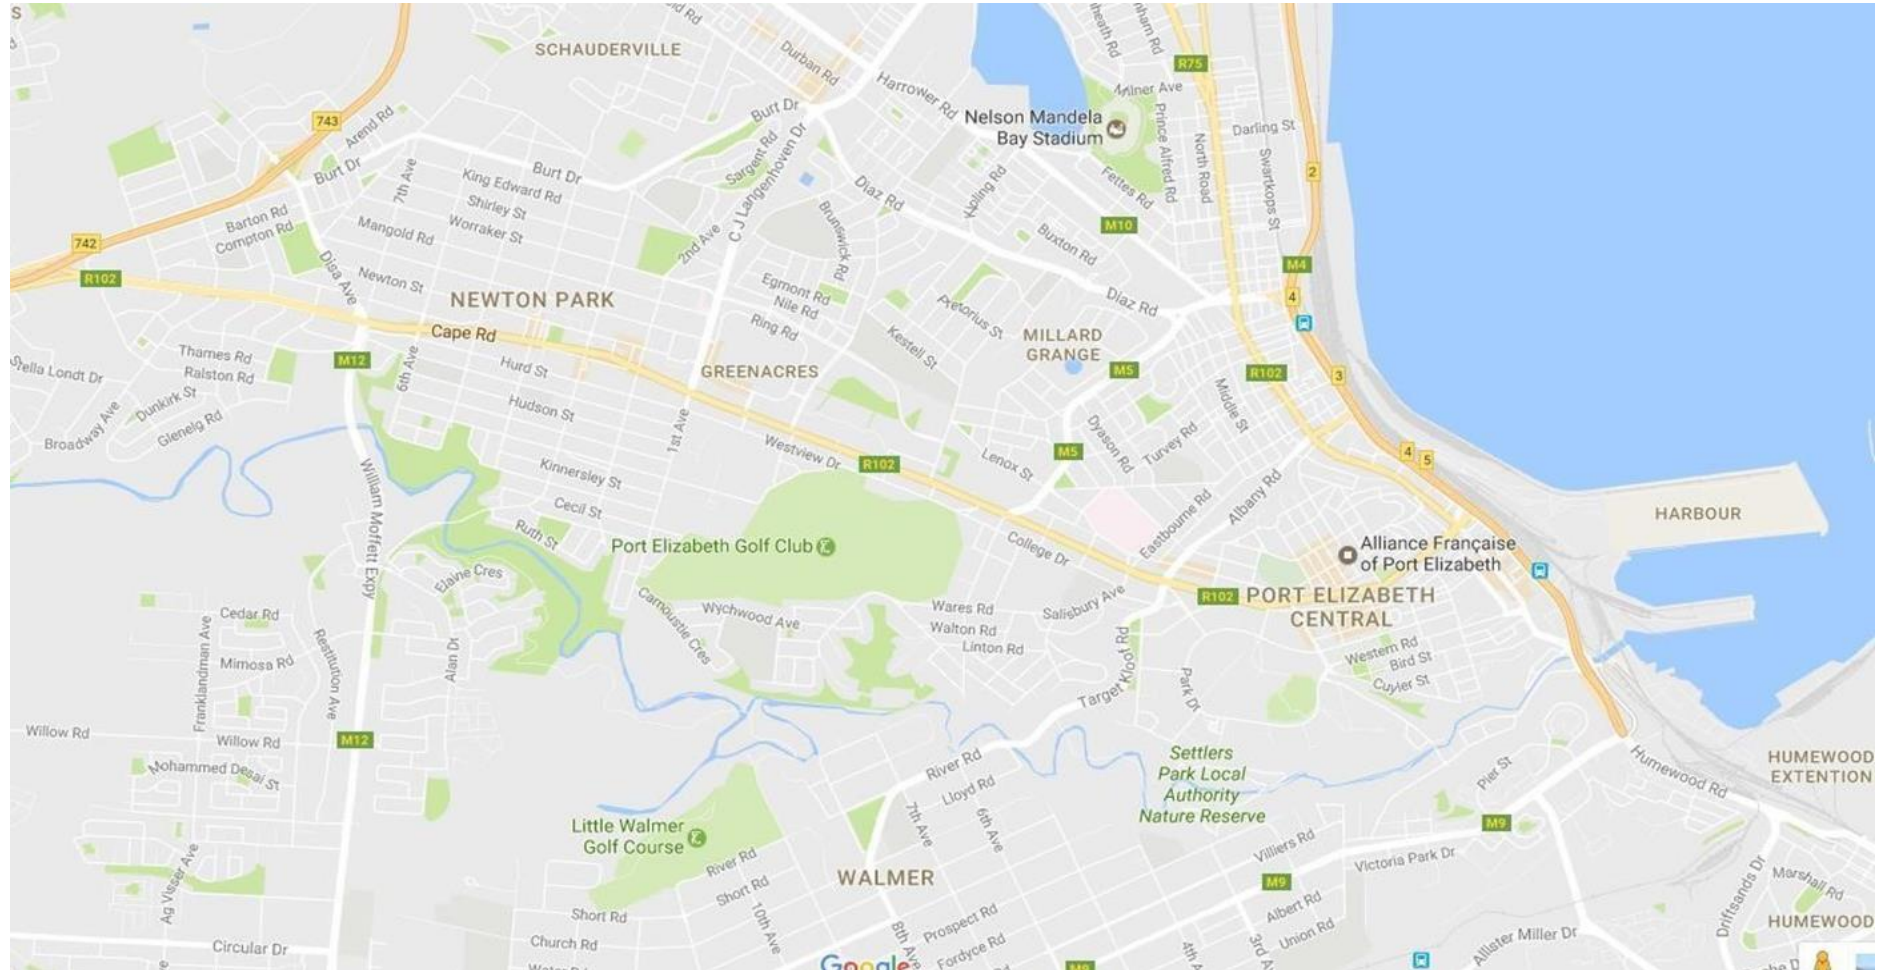 S
SCHAUDERVILLE
Durban Rd
Harrower Rd
R75
Milner Ave
Nelson Mandela
Bay Stadium
Prince Alfred Rd
North Road
Darling St
Swartkops St
743
Arend Rd
Burt Dr
Burt Dr
Burt Dr
Sargent Rd
C J Langenhoven Dr
2
7th Ave
King Edward Rd
Shirley St
Worraker St
Mangold Rd
Diaz Rd
Fettes Rd
M10
Buxton Rd
Brunswick Rd
2nd Ave
Barton Rd
Compton Rd
742
R102
Disa Ave
Newton St
NEWTON PARK
Cape Rd
Egmont Rd
Nile Rd
Ring Rd
Pretorius St
Kestell St
Diaz Rd
M4
4
MILLARD
GRANGE
M5
R102
3
Thames Rd
Ralston Rd
Stella Londt Dr
Dunkirk St
Glenelg Rd
Broadway Ave
M12
6th Ave
Hurd St
Hudson St
GREENACRES
1st Ave
Westview Dr
R102
Lenox St
M5
Dyason Rd
Turvey Rd
Middle St
4
5
Kinnersley St
Cecil St
Ruth St
William Moffett Expy
Port Elizabeth Golf Club
College Dr
Eastbourne Rd
Albany Rd
HARBOUR
Alliance Française
of Port Elizabeth
R102
PORT ELIZABETH
CENTRAL
Elaine Cres
Carnoustie Cres
Wychwood Ave
Wares Rd
Walton Rd
Linton Rd
Salisbury Ave
Target Kloof Rd
Park Dr
Western Rd
Bird St
Cuyler St
Cedar Rd
Mimosa Rd
Franklandman Ave
Restitution Ave
Alan Dr
Willow Rd
Willow Rd
M12
Mohammed Desai St
River Rd
Lloyd Rd
7th Ave
6th Ave
Settlers
Park Local
Authority
Nature Reserve
Pier St
Humewood Rd
HUMEWOOD
EXTENTION
Little Walmer
Golf Course
River Rd
Short Rd
WALMER
Villiers Rd
Victoria Park Dr
M9
M9
Ag Visser Ave
Short Rd
Church Rd
10th Ave
8th Ave
Prospect Rd
Fordyce Rd
Albert Rd
Union Rd
Allister Miller Dr
Driftsands Dr
Marshall Rd
HUMEWOOD
Circular Dr
Google